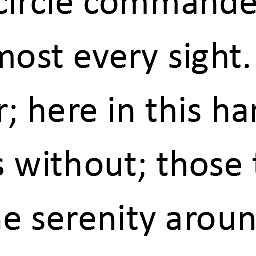 circle commande
most every sight.
r; here in this har
s without; those t
e serenity aroun